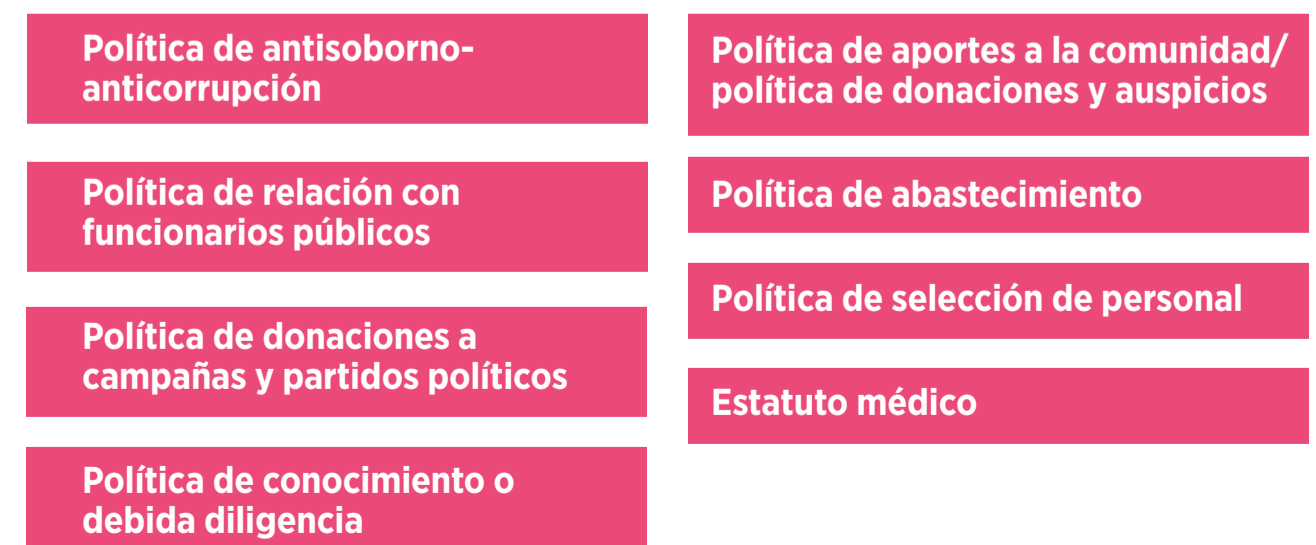 Política de antisoborno-
anticorrupción
Política de relación con
funcionarios públicos
Política de donaciones a
campañas y partidos políticos
Política de conocimiento o
debida diligencia
Política de aportes a la comunidad/
política de donaciones y auspicios
Política de abastecimiento
Política de selección de personal
Estatuto médico